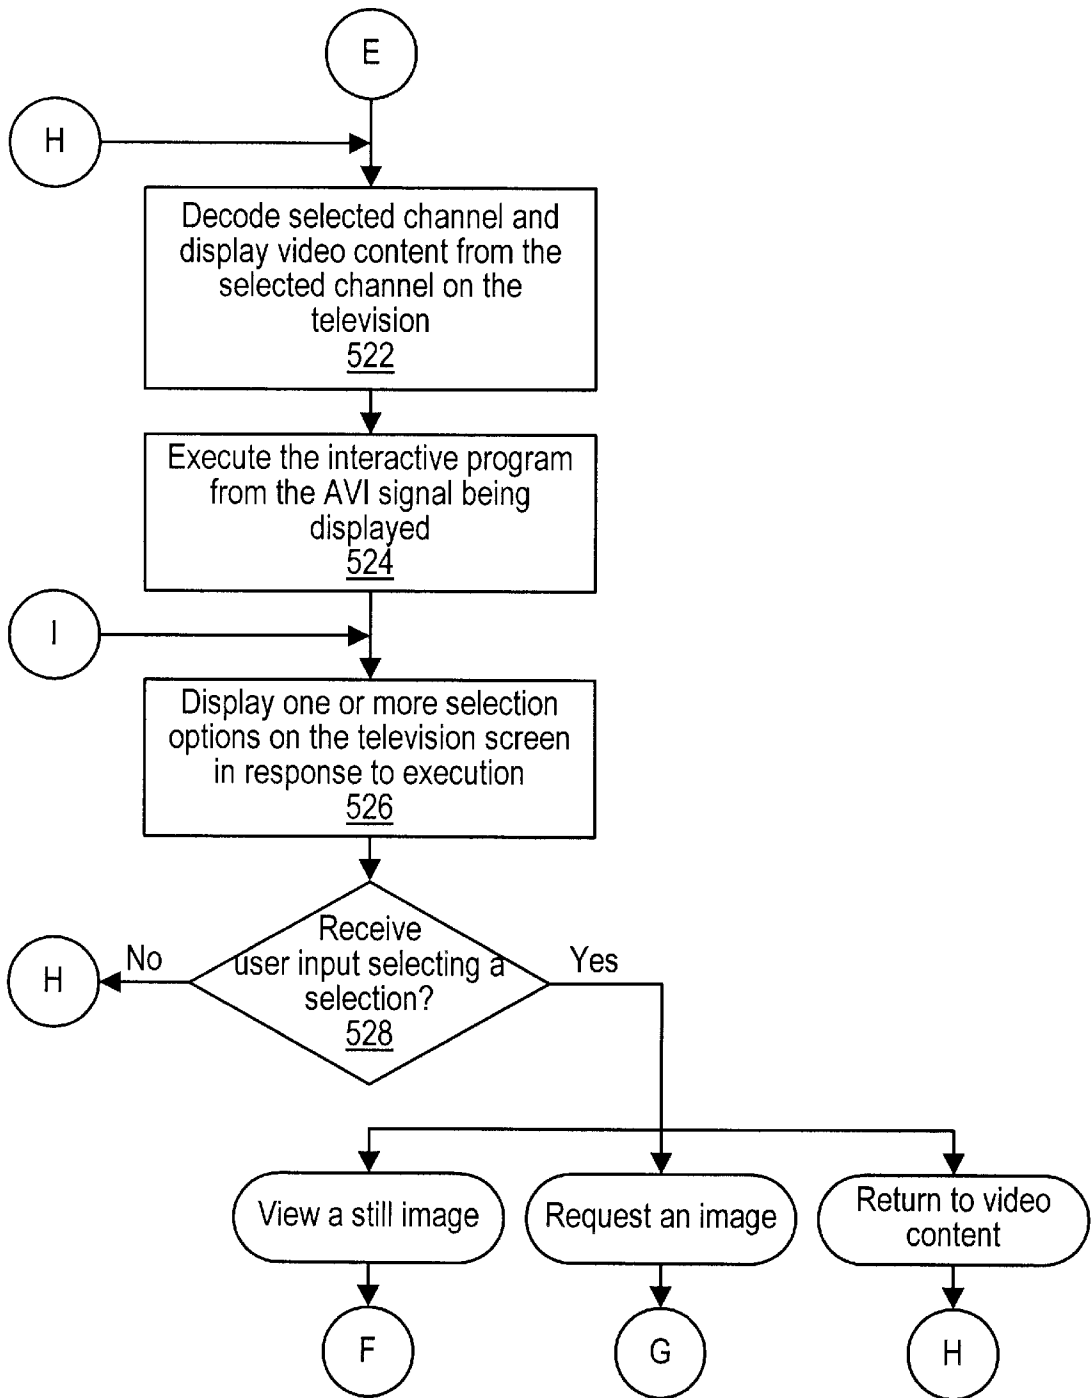 E
H
Decode selected channel and
display video content from the
selected channel on the
television
522
Execute the interactive program
from the AVI signal being
displayed
524
I
Display one or more selection
options on the television screen
in response to execution
526
Receive
user input selecting a
selection?
528
No
H
Yes
View a still image
Request an image
Return to video
content
F
G
H